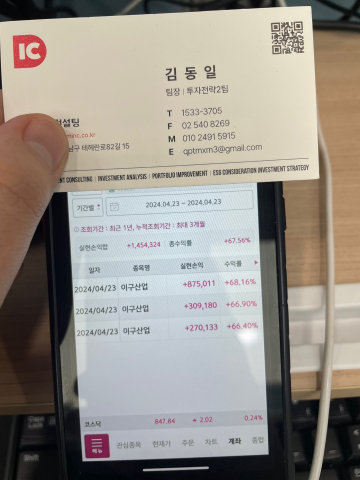 IC
김동일
팀장 | 투자전략2팀
T 1533-3705
F 02 540 8269
M 010 2491 5915
E qptmxm3@gmail.com
컨설팅
남구 테헤란로82길 15
CONSULTING | INVESTMENT ANALYSIS | PORTFOLIO IMPROVEMENT | ESG CONSIDERATION INVESTMENT STRATEGY
기간별 2024.04.23 ~ 2024.04.23
조회기간 : 최근 1년, 누적조회기간 : 최대 3개월
실현손익합 +1,454,324 총수익률 +67.56%
일자 종목명 실현손익 수익률
2024/04/23 이구산업 +875,011 +68.16%
2024/04/23 이구산업 +309,180 +66.90%
2024/04/23 이구산업 +270,133 +66.40%
코스닥 847.84 ▲ 2.02 0.24%
메뉴 관심종목 현재가 주문 차트 계좌 종합